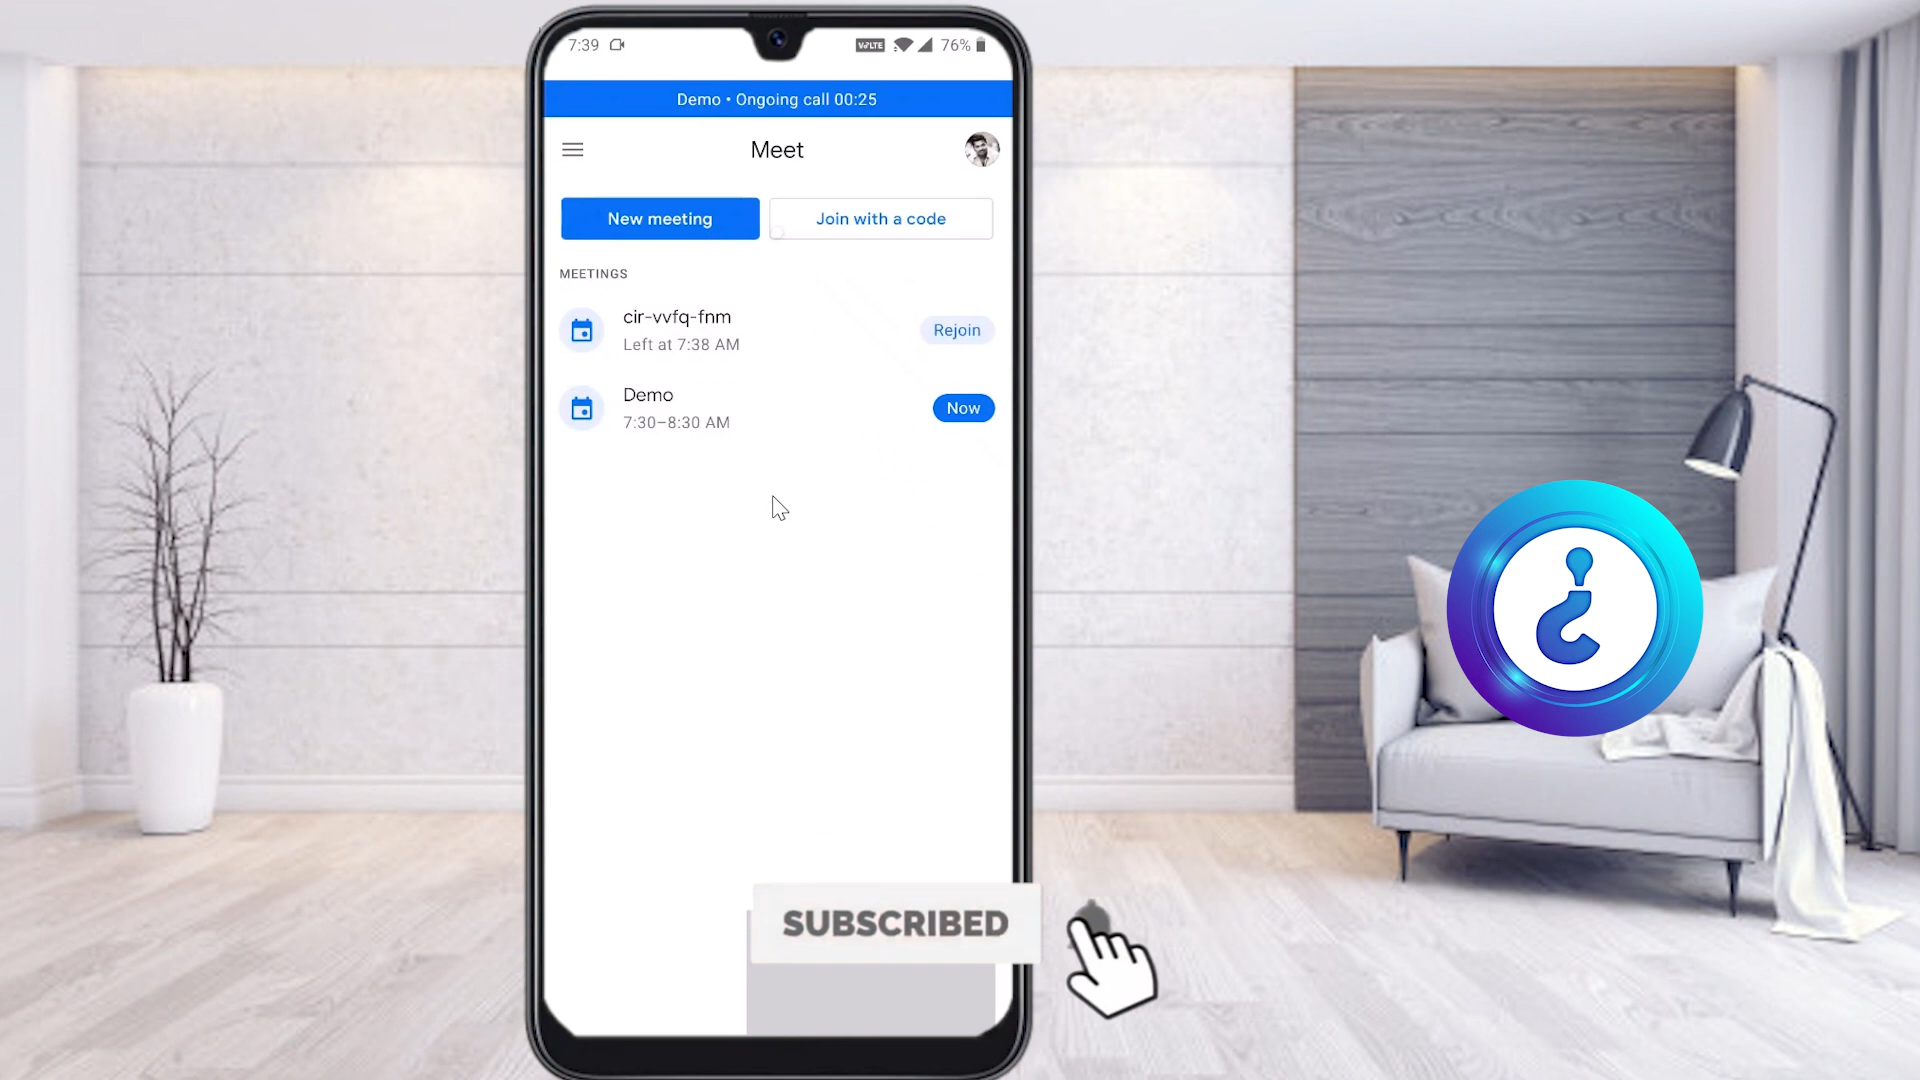 7:39
VoLTE 76%
Demo • Ongoing call 00:25
Meet
New meeting
Join with a code
MEETINGS
cir-vvfq-fnm
Left at 7:38 AM
Rejoin
Demo
7:30–8:30 AM
Now
SUBSCRIBED